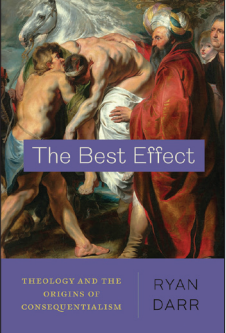 The Best Effect
THEOLOGY AND THE
ORIGINS OF
CONSEQUENTIALISM
RYAN
DARR